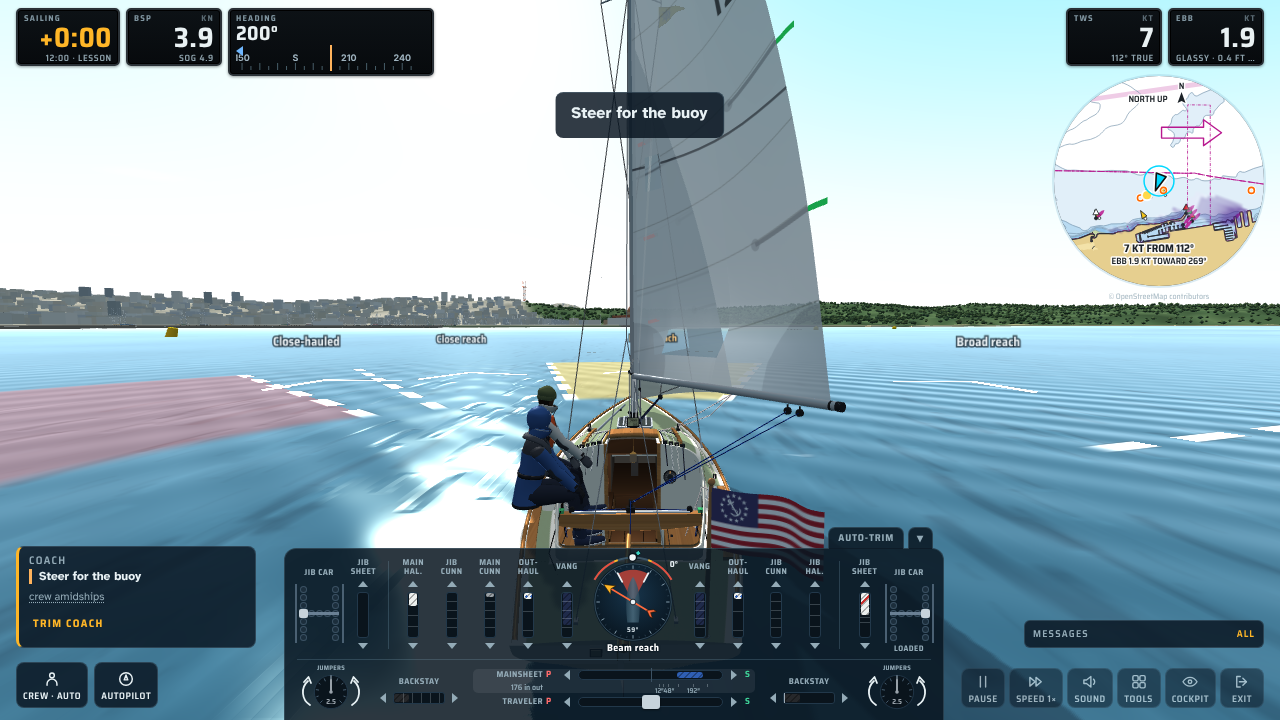 SAILING
+0:00
12:00 · LESSON
BSP KN
3.9
SOG 4.9
HEADING
200°
150 S 210 240
TWS KT
7
112° TRUE
EBB KT
1.9
GLASSY · 0.4 FT ...
Steer for the buoy
NORTH UP N
7 KT FROM 112°
EBB 1.9 KT TOWARD 269°
© OpenStreetMap contributors
Close-hauled
Close reach
Broad reach
COACH
Steer for the buoy
crew amidships
TRIM COACH
CREW · AUTO
AUTOPILOT
AUTO-TRIM ▼
JIB CAR
JIB SHEET
MAIN HAL.
JIB CUNN
MAIN CUNN
OUT-HAUL
VANG
0°
59°
Beam reach
VANG
OUT-HAUL
JIB CUNN
JIB HAL.
JIB SHEET
JIB CAR
LOADED
JUMPERS
2.5
BACKSTAY
MAINSHEET P S
176 in out
12'48" 192"
TRAVELER P S
BACKSTAY
JUMPERS
2.5
MESSAGES ALL
PAUSE
SPEED 1×
SOUND
TOOLS
COCKPIT
EXIT